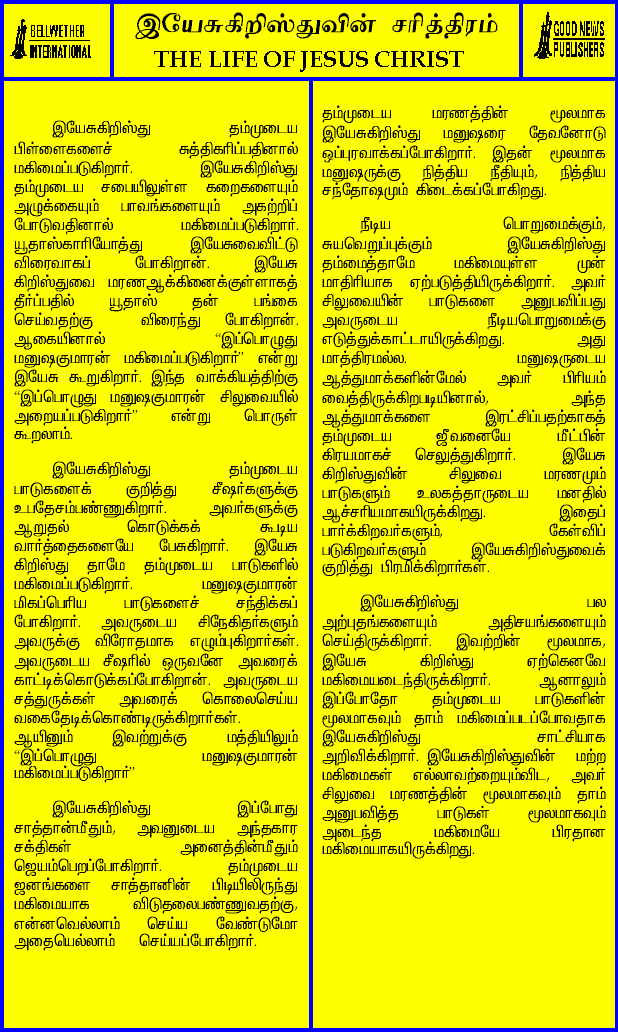 BELLWETHER
INTERNATIONAL
இயேசுகிறிஸ்துவின் சரித்திரம்
THE LIFE OF JESUS CHRIST
GOOD NEWS
PUBLISHERS
இயேசுகிறிஸ்து தம்முடைய
பிள்ளைகளைச் சுத்திகரிப்பதினால்
மகிமைப்படுகிறார். இயேசுகிறிஸ்து
தம்முடைய சபையிலுள்ள கறைகளையும்
அழுக்கையும் பாவங்களையும் அகற்றிப்
போடுவதினால் மகிமைப்படுகிறார்.
யூதாஸ்காரியோத்து இயேசுவைவிட்டு
விரைவாகப் போகிறான். இயேசு
கிறிஸ்துவை மரணஆக்கினைக்குள்ளாகத்
தீர்ப்பதில் யூதாஸ் தன் பங்கை
செய்வதற்கு விரைந்து போகிறான்.
ஆகையினால் “இப்பொழுது
மனுஷகுமாரன் மகிமைப்படுகிறார்” என்று
இயேசு கூறுகிறார். இந்த வாக்கியத்திற்கு
“இப்பொழுது மனுஷகுமாரன் சிலுவையில்
அறையப்படுகிறார்” என்று பொருள்
கூறலாம்.
இயேசுகிறிஸ்து தம்முடைய
பாடுகளைக் குறித்து சீஷர்களுக்கு
உபதேசம்பண்ணுகிறார். அவர்களுக்கு
ஆறுதல் கொடுக்கக் கூடிய
வார்த்தைகளையே பேசுகிறார். இயேசு
கிறிஸ்து தாமே தம்முடைய பாடுகளில்
மகிமைப்படுகிறார். மனுஷகுமாரன்
மிகப்பெரிய பாடுகளைச் சந்திக்கப்
போகிறார். அவருடைய சிநேகிதர்களும்
அவருக்கு விரோதமாக எழும்புகிறார்கள்.
அவருடைய சீஷரில் ஒருவனே அவரைக்
காட்டிக்கொடுக்கப்போகிறான். அவருடைய
சத்துருக்கள் அவரைக் கொலைசெய்ய
வகைதேடிக்கொண்டிருக்கிறார்கள்.
ஆயினும் இவற்றுக்கு மத்தியிலும்
“இப்பொழுது மனுஷகுமாரன்
மகிமைப்படுகிறார்”
இயேசுகிறிஸ்து இப்போது
சாத்தான்மீதும், அவனுடைய அந்தகார
சக்திகள் அனைத்தின்மீதும்
ஜெயம்பெறப்போகிறார். தம்முடைய
ஜனங்களை சாத்தானின் பிடியிலிருந்து
மகிமையாக விடுதலைபண்ணுவதற்கு,
என்னவெல்லாம் செய்ய வேண்டுமோ
அதையெல்லாம் செய்யப்போகிறார்.
தம்முடைய மரணத்தின் மூலமாக
இயேசுகிறிஸ்து மனுஷரை தேவனோடு
ஒப்புரவாக்கப்போகிறார். இதன் மூலமாக
மனுஷருக்கு நித்திய நீதியும், நித்திய
சந்தோஷமும் கிடைக்கப்போகிறது.
நீடிய பொறுமைக்கும்,
சுயவெறுப்புக்கும் இயேசுகிறிஸ்து
தம்மைத்தாமே மகிமையுள்ள முன்
மாதிரியாக ஏற்படுத்தியிருக்கிறார். அவர்
சிலுவையின் பாடுகளை அனுபவிப்பது
அவருடைய நீடியபொறுமைக்கு
எடுத்துக்காட்டாயிருக்கிறது. அது
மாத்திரமல்ல. மனுஷருடைய
ஆத்துமாக்களின்மேல் அவர் பிரியம்
வைத்திருக்கிறபடியினால், அந்த
ஆத்துமாக்களை இரட்சிப்பதற்காகத்
தம்முடைய ஜீவனையே மீட்பின்
கிரயமாகச் செலுத்துகிறார். இயேசு
கிறிஸ்துவின் சிலுவை மரணமும்
பாடுகளும் உலகத்தாருடைய மனதில்
ஆச்சரியமாகயிருக்கிறது. இதைப்
பார்க்கிறவர்களும், கேள்விப்
படுகிறவர்களும் இயேசுகிறிஸ்துவைக்
குறித்து பிரமிக்கிறார்கள்.
இயேசுகிறிஸ்து பல
அற்புதங்களையும் அதிசயங்களையும்
செய்திருக்கிறார். இவற்றின் மூலமாக,
இயேசு கிறிஸ்து ஏற்கெனவே
மகிமையடைந்திருக்கிறார். ஆனாலும்
இப்போதோ தம்முடைய பாடுகளின்
மூலமாகவும் தாம் மகிமைப்படப்போவதாக
இயேசுகிறிஸ்து சாட்சியாக
அறிவிக்கிறார். இயேசுகிறிஸ்துவின் மற்ற
மகிமைகள் எல்லாவற்றையும்விட, அவர்
சிலுவை மரணத்தின் மூலமாகவும் தாம்
அனுபவித்த பாடுகள் மூலமாகவும்
அடைந்த மகிமையே பிரதான
மகிமையாகயிருக்கிறது.